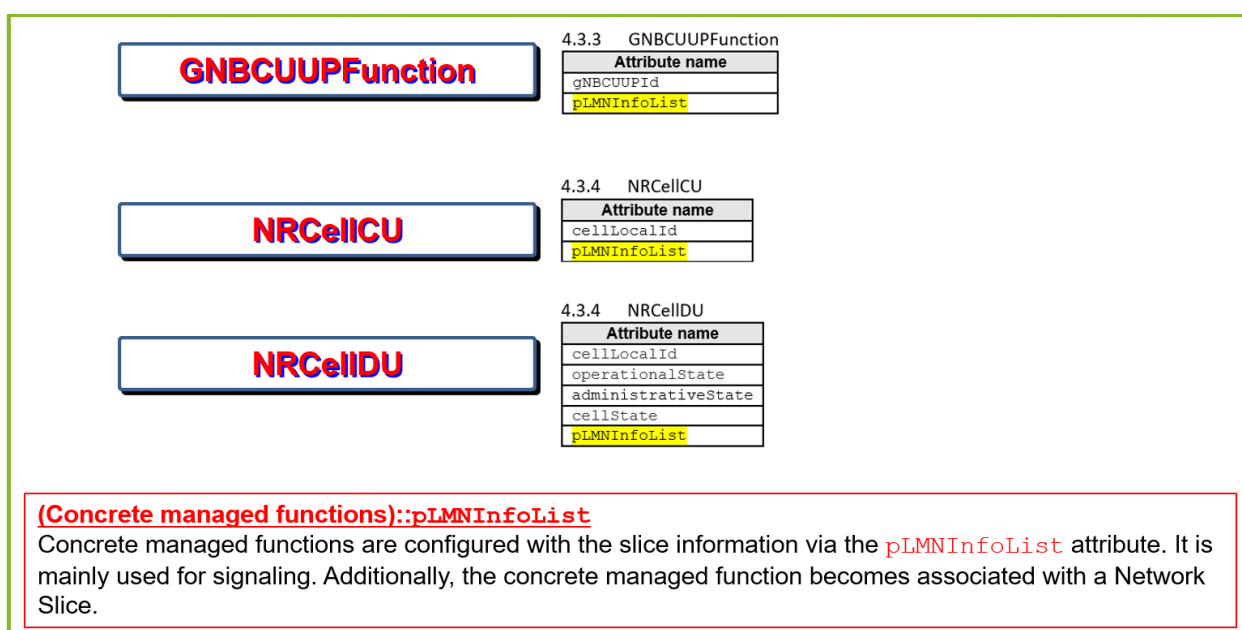 GNBCUUPFunction
4.3.3 GNBCUUPFunction
Attribute name
gNBCUUPId
pLMNInfoList
NRCellCU
4.3.4 NRCellCU
Attribute name
cellLocalId
pLMNInfoList
NRCellDU
4.3.4 NRCellDU
Attribute name
cellLocalId
operationalState
administrativeState
cellState
pLMNInfoList
(Concrete managed functions)::pLMNInfoList
Concrete managed functions are configured with the slice information via the pLMNInfoList attribute. It is
mainly used for signaling. Additionally, the concrete managed function becomes associated with a Network
Slice.